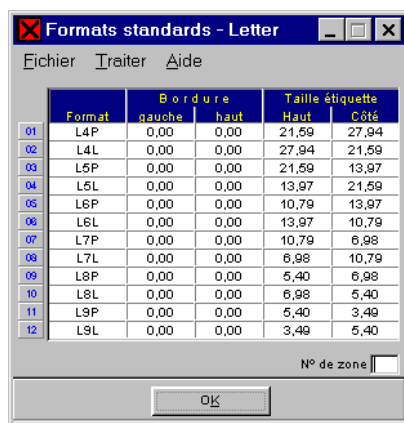 Formats standards - Letter
Fichier Traiter Aide
Bordure Taille étiquette
Format gauche haut Haut Côté
01 L4P 0,00 0,00 21,59 27,94
02 L4L 0,00 0,00 27,94 21,59
03 L5P 0,00 0,00 21,59 13,97
04 L5L 0,00 0,00 13,97 21,59
05 L6P 0,00 0,00 10,79 13,97
06 L6L 0,00 0,00 13,97 10,79
07 L7P 0,00 0,00 10,79 6,98
08 L7L 0,00 0,00 6,98 10,79
09 L8P 0,00 0,00 5,40 6,98
10 L8L 0,00 0,00 6,98 5,40
11 L9P 0,00 0,00 5,40 3,49
12 L9L 0,00 0,00 3,49 5,40
Nº de zone
OK